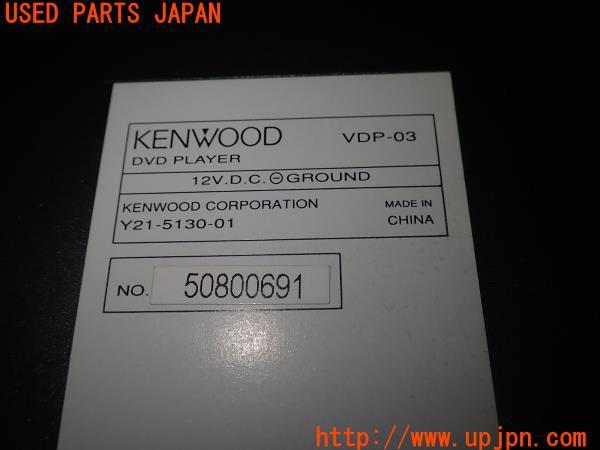 USED PARTS JAPAN
KENWOOD VDP-03
DVD PLAYER
12V.D.C.⊖GROUND
KENWOOD CORPORATION MADE IN
Y21-5130-01 CHINA
NO. 50800691
http://www.upjpn.com/